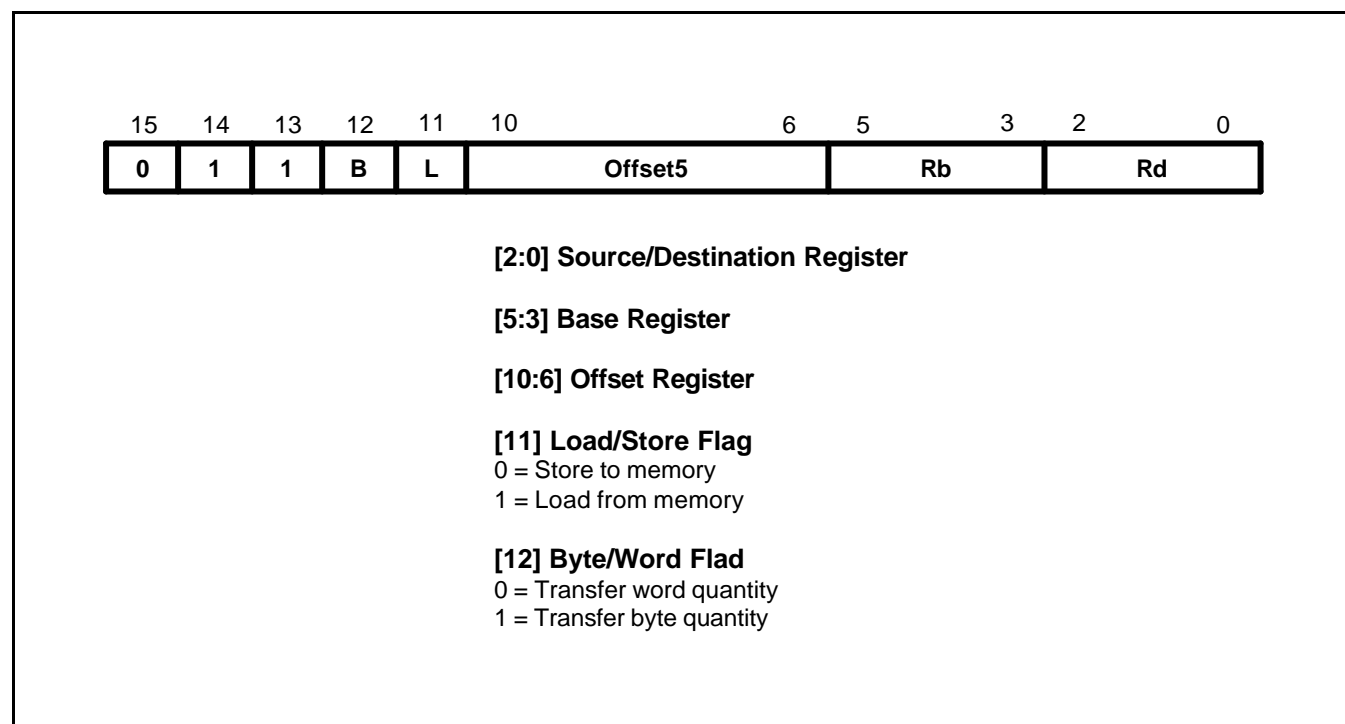 15 14 13 12 11 10 6 5 3 2 0
0 1 1 B L Offset5 Rb Rd
[2:0] Source/Destination Register
[5:3] Base Register
[10:6] Offset Register
[11] Load/Store Flag
0 = Store to memory
1 = Load from memory
[12] Byte/Word Flad
0 = Transfer word quantity
1 = Transfer byte quantity